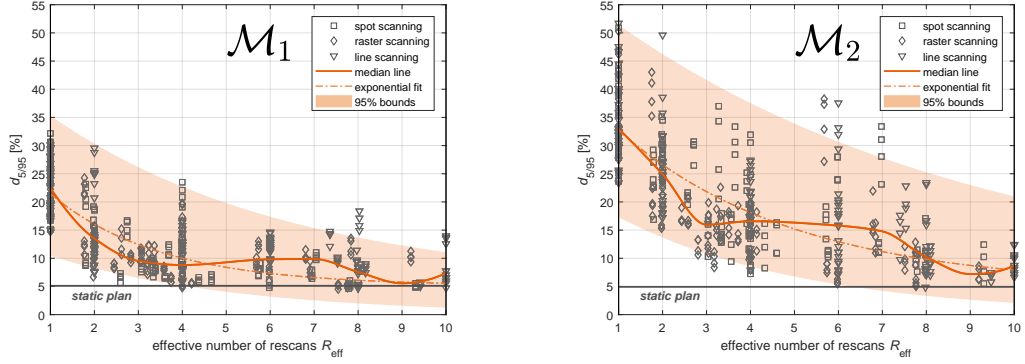 55
50
45
40
35
30
25
20
15
10
5
0
d5/95 [%]
M1
spot scanning
raster scanning
line scanning
median line
exponential fit
95% bounds
static plan
1 2 3 4 5 6 7 8 9 10
effective number of rescans Reff
55
50
45
40
35
30
25
20
15
10
5
0
d5/95 [%]
M2
spot scanning
raster scanning
line scanning
median line
exponential fit
95% bounds
static plan
1 2 3 4 5 6 7 8 9 10
effective number of rescans Reff